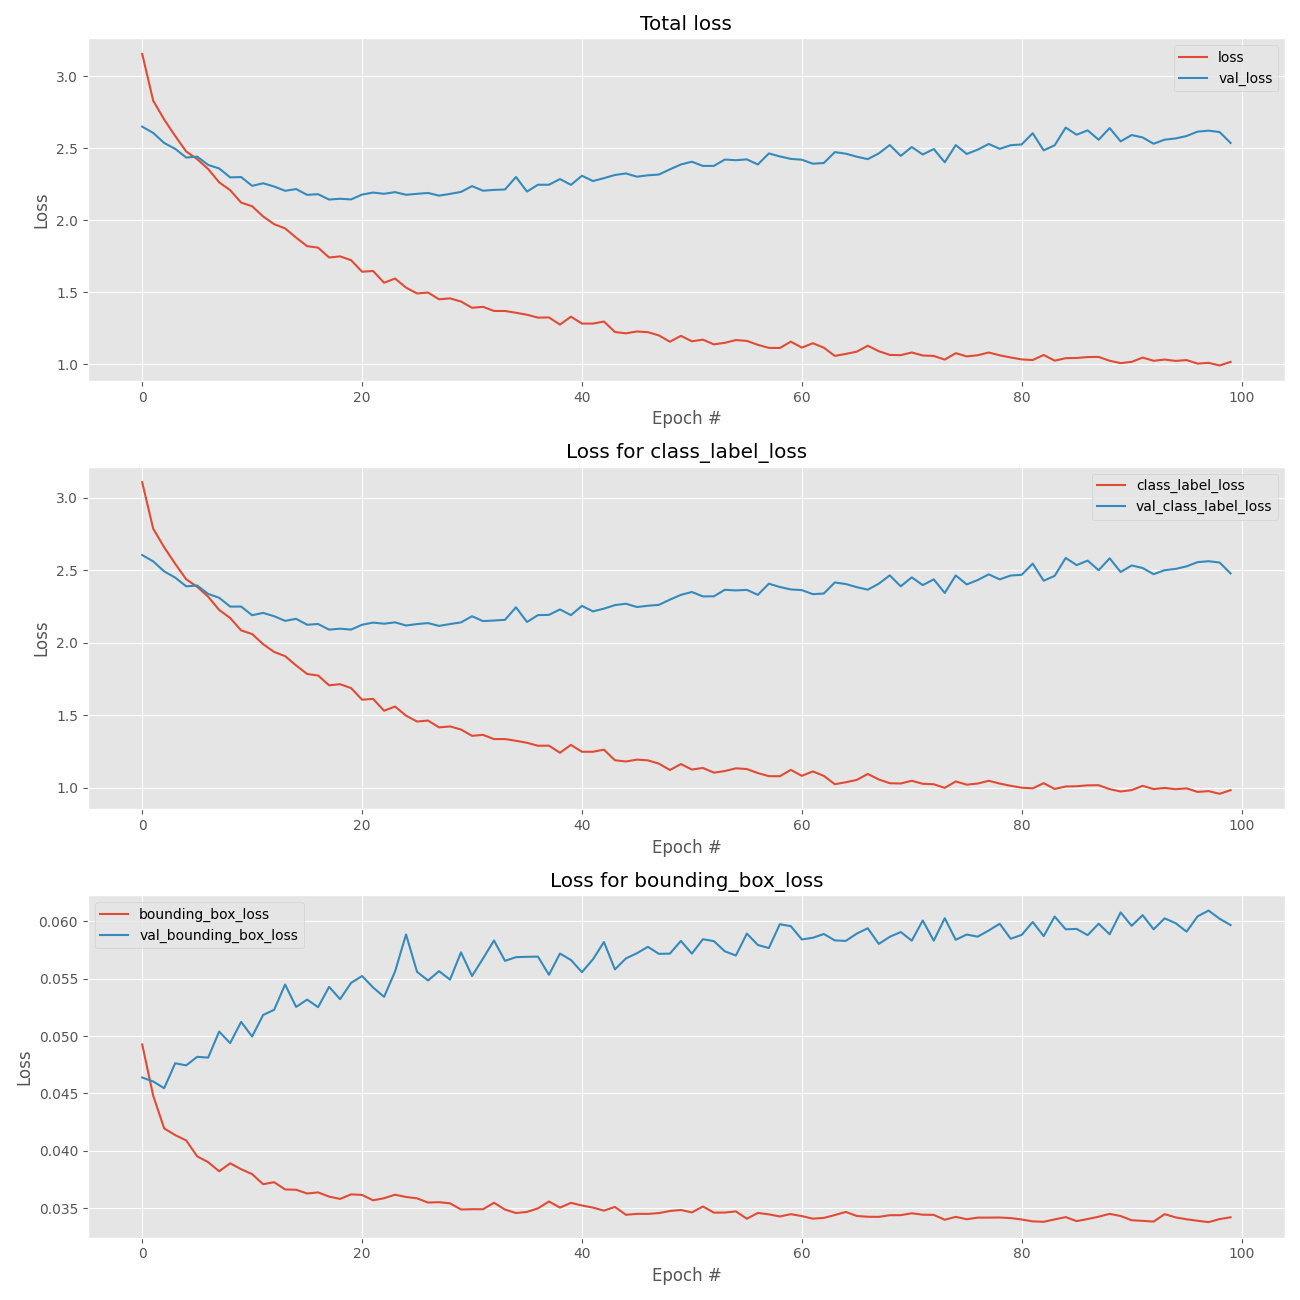 Total loss
loss
val_loss
Loss
3.0
2.5
2.0
1.5
1.0
0 20 40 60 80 100
Epoch #
Loss for class_label_loss
class_label_loss
val_class_label_loss
Loss
3.0
2.5
2.0
1.5
1.0
0 20 40 60 80 100
Epoch #
Loss for bounding_box_loss
bounding_box_loss
val_bounding_box_loss
Loss
0.060
0.055
0.050
0.045
0.040
0.035
0 20 40 60 80 100
Epoch #